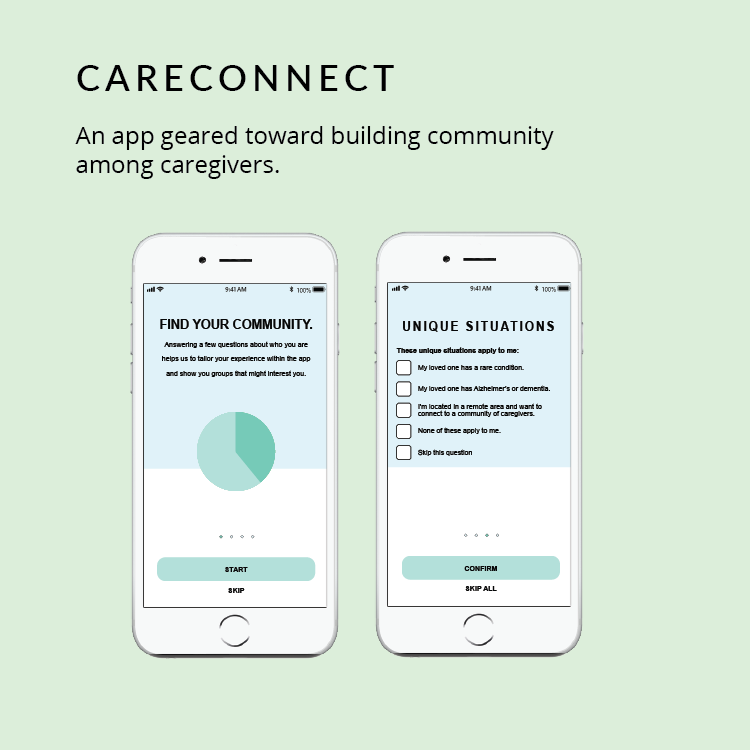 CARECONNECT
An app geared toward building community
among caregivers.
9:41 AM 100%
FIND YOUR COMMUNITY.
Answering a few questions about who you are
helps us to tailor your experience within the app
and show you groups that might interest you.
START
SKIP
9:41 AM 100%
UNIQUE SITUATIONS
These unique situations apply to me:
My loved one has a rare condition.
My loved one has Alzheimer's or dementia.
I'm located in a remote area and want to
connect to a community of caregivers.
None of these apply to me.
Skip this question
CONFIRM
SKIP ALL